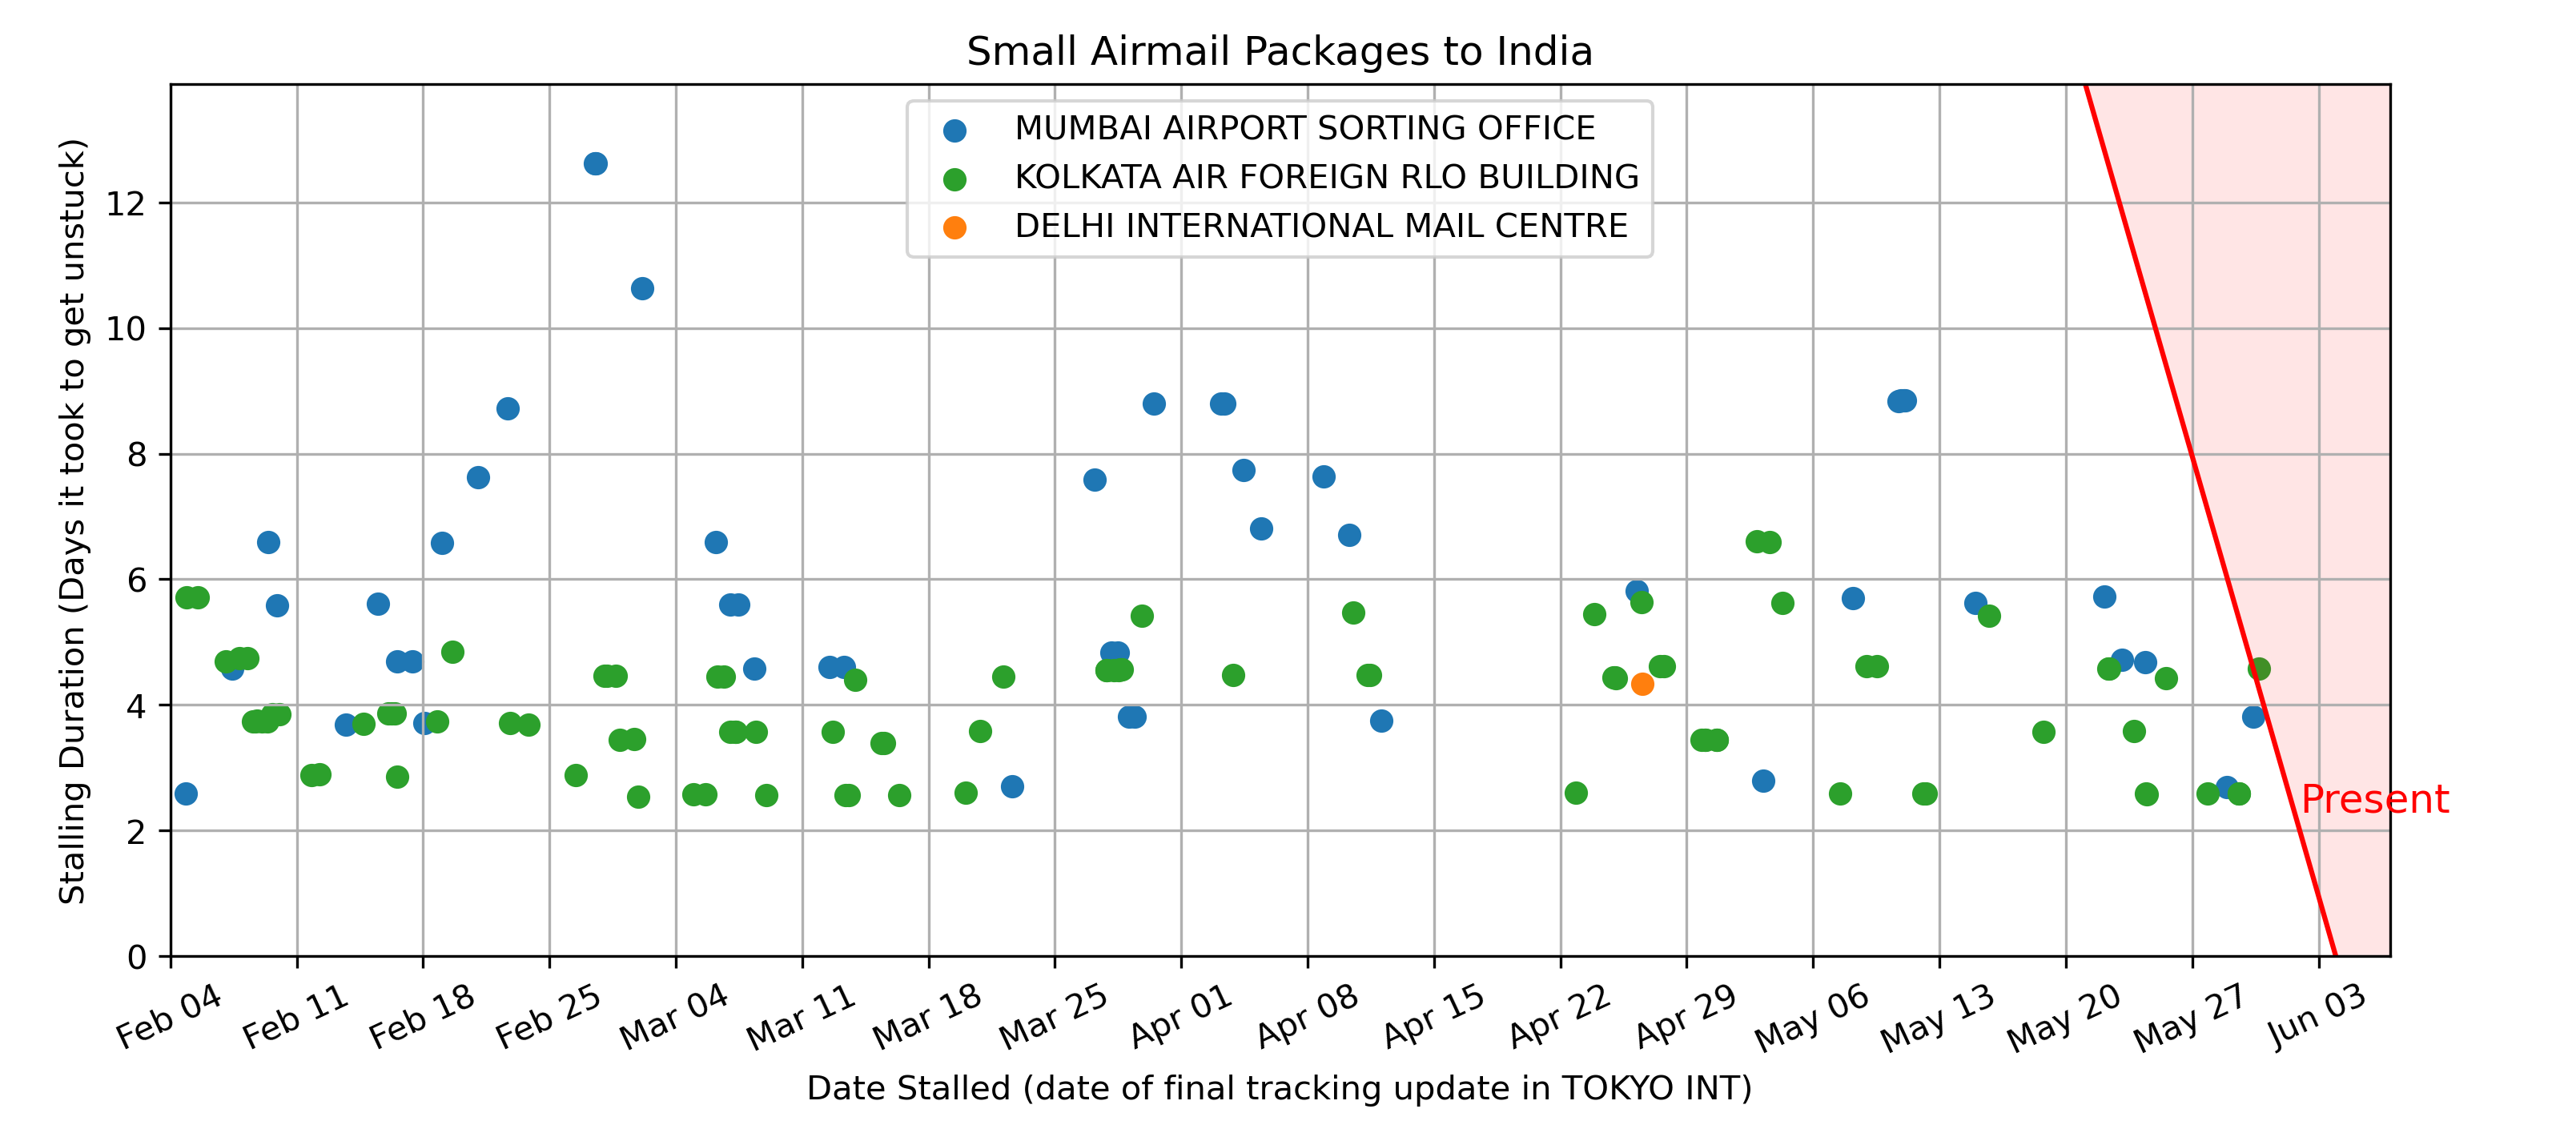 Small Airmail Packages to India
MUMBAI AIRPORT SORTING OFFICE
KOLKATA AIR FOREIGN RLO BUILDING
DELHI INTERNATIONAL MAIL CENTRE
Stalling Duration (Days it took to get unstuck)
12
10
8
6
4
2
0
Present
Feb 04
Feb 11
Feb 18
Feb 25
Mar 04
Mar 11
Mar 18
Mar 25
Apr 01
Apr 08
Apr 15
Apr 22
Apr 29
May 06
May 13
May 20
May 27
Jun 03
Date Stalled (date of final tracking update in TOKYO INT)